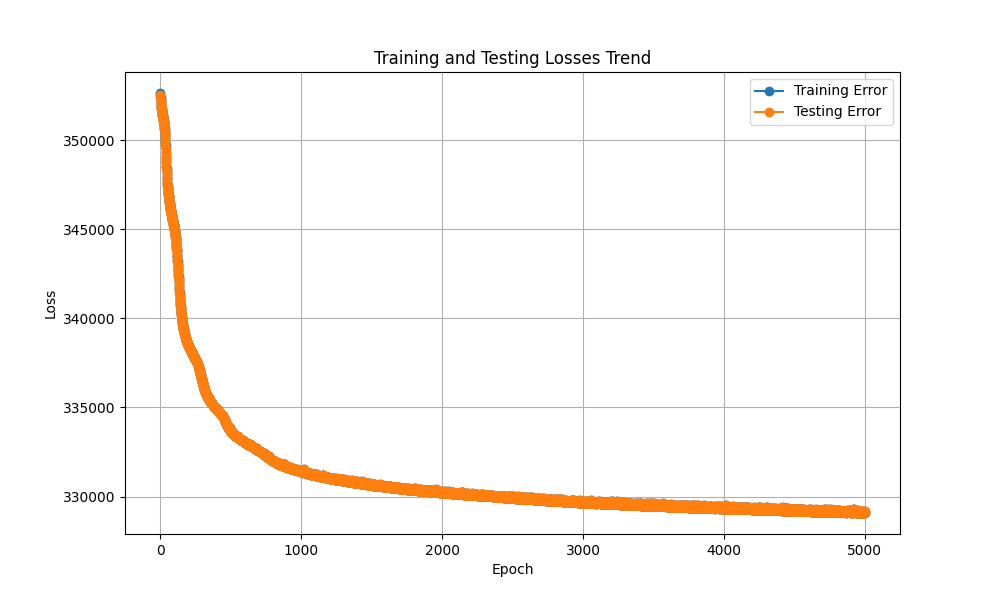 Training and Testing Losses Trend
Training Error
Testing Error
350000
345000
340000
335000
330000
Loss
0 1000 2000 3000 4000 5000
Epoch